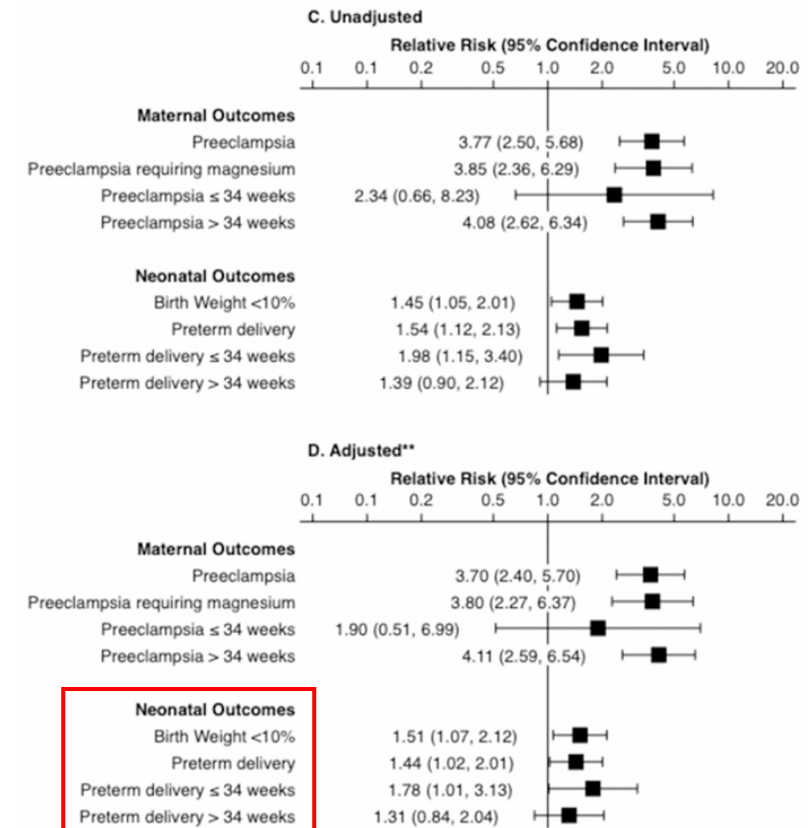 C. Unadjusted
Relative Risk (95% Confidence Interval)
0.1 0.1 0.2 0.5 1.0 2.0 5.0 10.0 20.0
Maternal Outcomes
Preeclampsia 3.77 (2.50, 5.68)
Preeclampsia requiring magnesium 3.85 (2.36, 6.29)
Preeclampsia ≤ 34 weeks 2.34 (0.66, 8.23)
Preeclampsia > 34 weeks 4.08 (2.62, 6.34)
Neonatal Outcomes
Birth Weight <10% 1.45 (1.05, 2.01)
Preterm delivery 1.54 (1.12, 2.13)
Preterm delivery ≤ 34 weeks 1.98 (1.15, 3.40)
Preterm delivery > 34 weeks 1.39 (0.90, 2.12)
D. Adjusted**
Relative Risk (95% Confidence Interval)
0.1 0.1 0.2 0.5 1.0 2.0 5.0 10.0 20.0
Maternal Outcomes
Preeclampsia 3.70 (2.40, 5.70)
Preeclampsia requiring magnesium 3.80 (2.27, 6.37)
Preeclampsia ≤ 34 weeks 1.90 (0.51, 6.99)
Preeclampsia > 34 weeks 4.11 (2.59, 6.54)
Neonatal Outcomes
Birth Weight <10% 1.51 (1.07, 2.12)
Preterm delivery 1.44 (1.02, 2.01)
Preterm delivery ≤ 34 weeks 1.78 (1.01, 3.13)
Preterm delivery > 34 weeks 1.31 (0.84, 2.04)